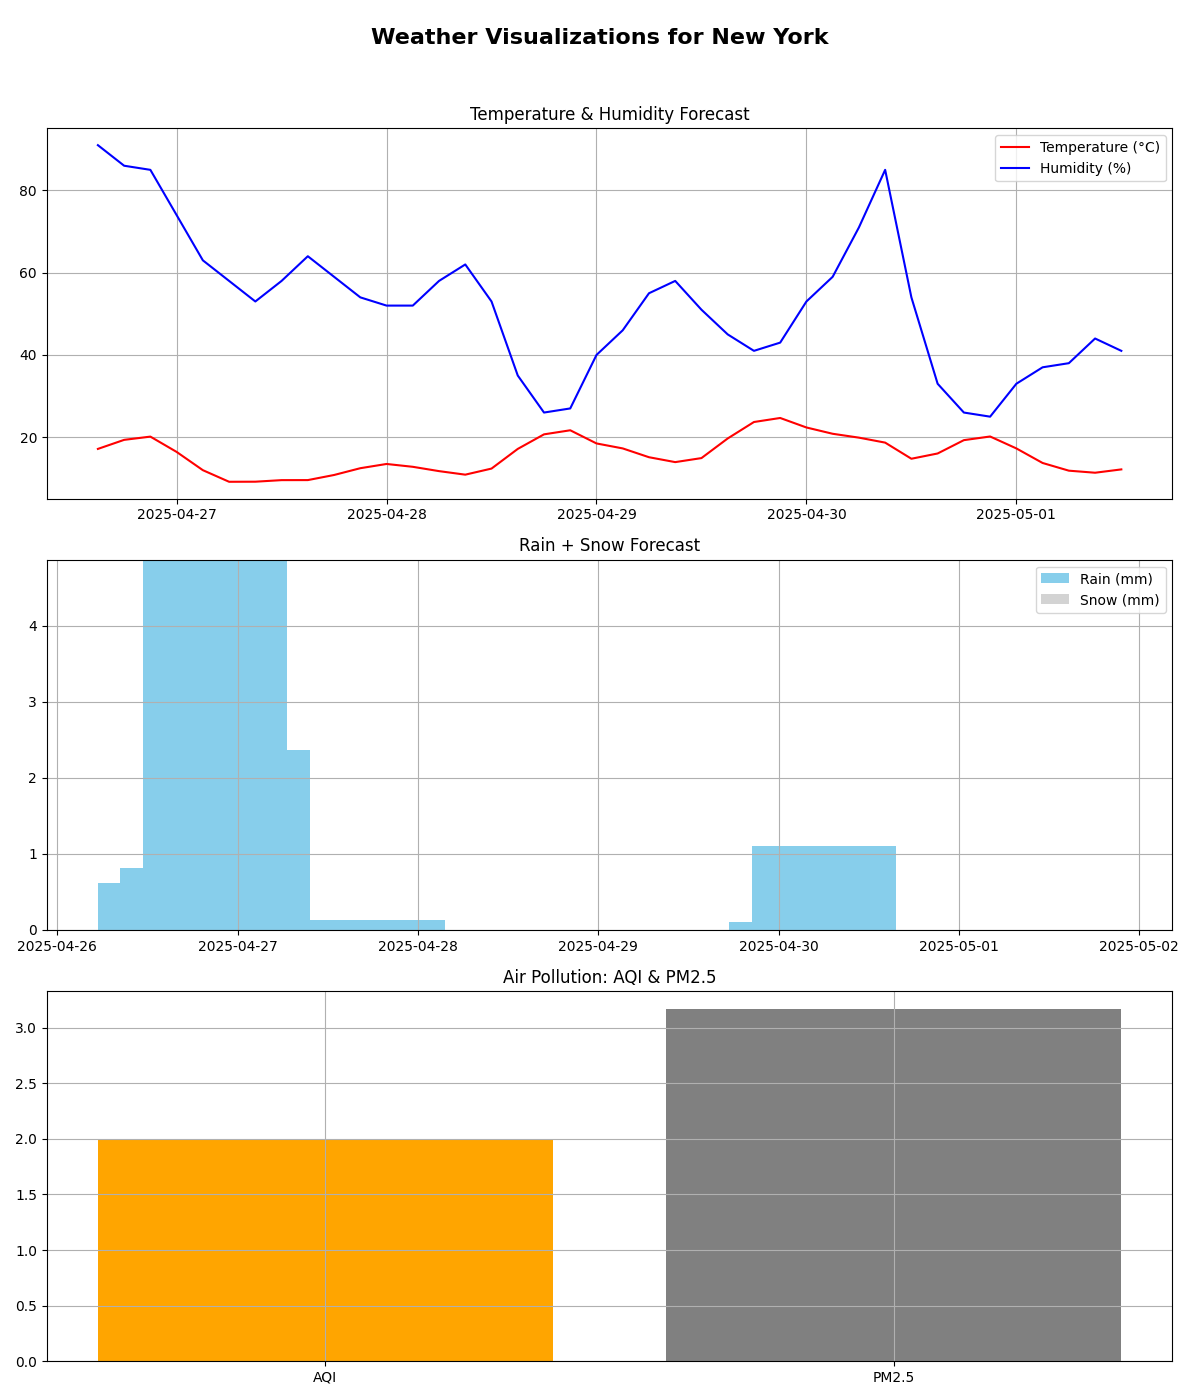 Weather Visualizations for New York
Temperature & Humidity Forecast
Temperature (°C)
Humidity (%)
80
60
40
20
2025-04-27 2025-04-28 2025-04-29 2025-04-30 2025-05-01
Rain + Snow Forecast
Rain (mm)
Snow (mm)
4
3
2
1
0
2025-04-26 2025-04-27 2025-04-28 2025-04-29 2025-04-30 2025-05-01 2025-05-02
Air Pollution: AQI & PM2.5
3.0
2.5
2.0
1.5
1.0
0.5
0.0
AQI PM2.5